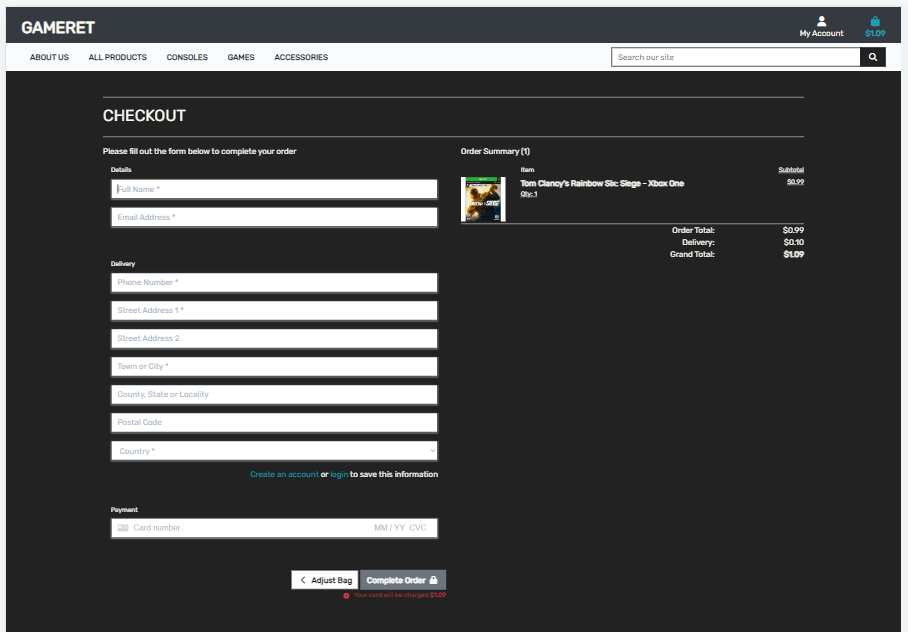 GAMERET
My Account
$1.09
ABOUT US ALL PRODUCTS CONSOLES GAMES ACCESSORIES
Search our site
CHECKOUT
Please fill out the form below to complete your order
Details
Full Name *
Email Address *
Delivery
Phone Number *
Street Address 1 *
Street Address 2
Town or City *
County, State or Locality
Postal Code
Country *
Create an account or login to save this information
Payment
Card number MM / YY CVC
Adjust Bag Complete Order
Your card will be charged $1.09
Order Summary (1)
Item Subtotal
Tom Clancy's Rainbow Six: Siege - Xbox One $0.99
Qty: 1
SIEGE
Order Total: $0.99
Delivery: $0.10
Grand Total: $1.09